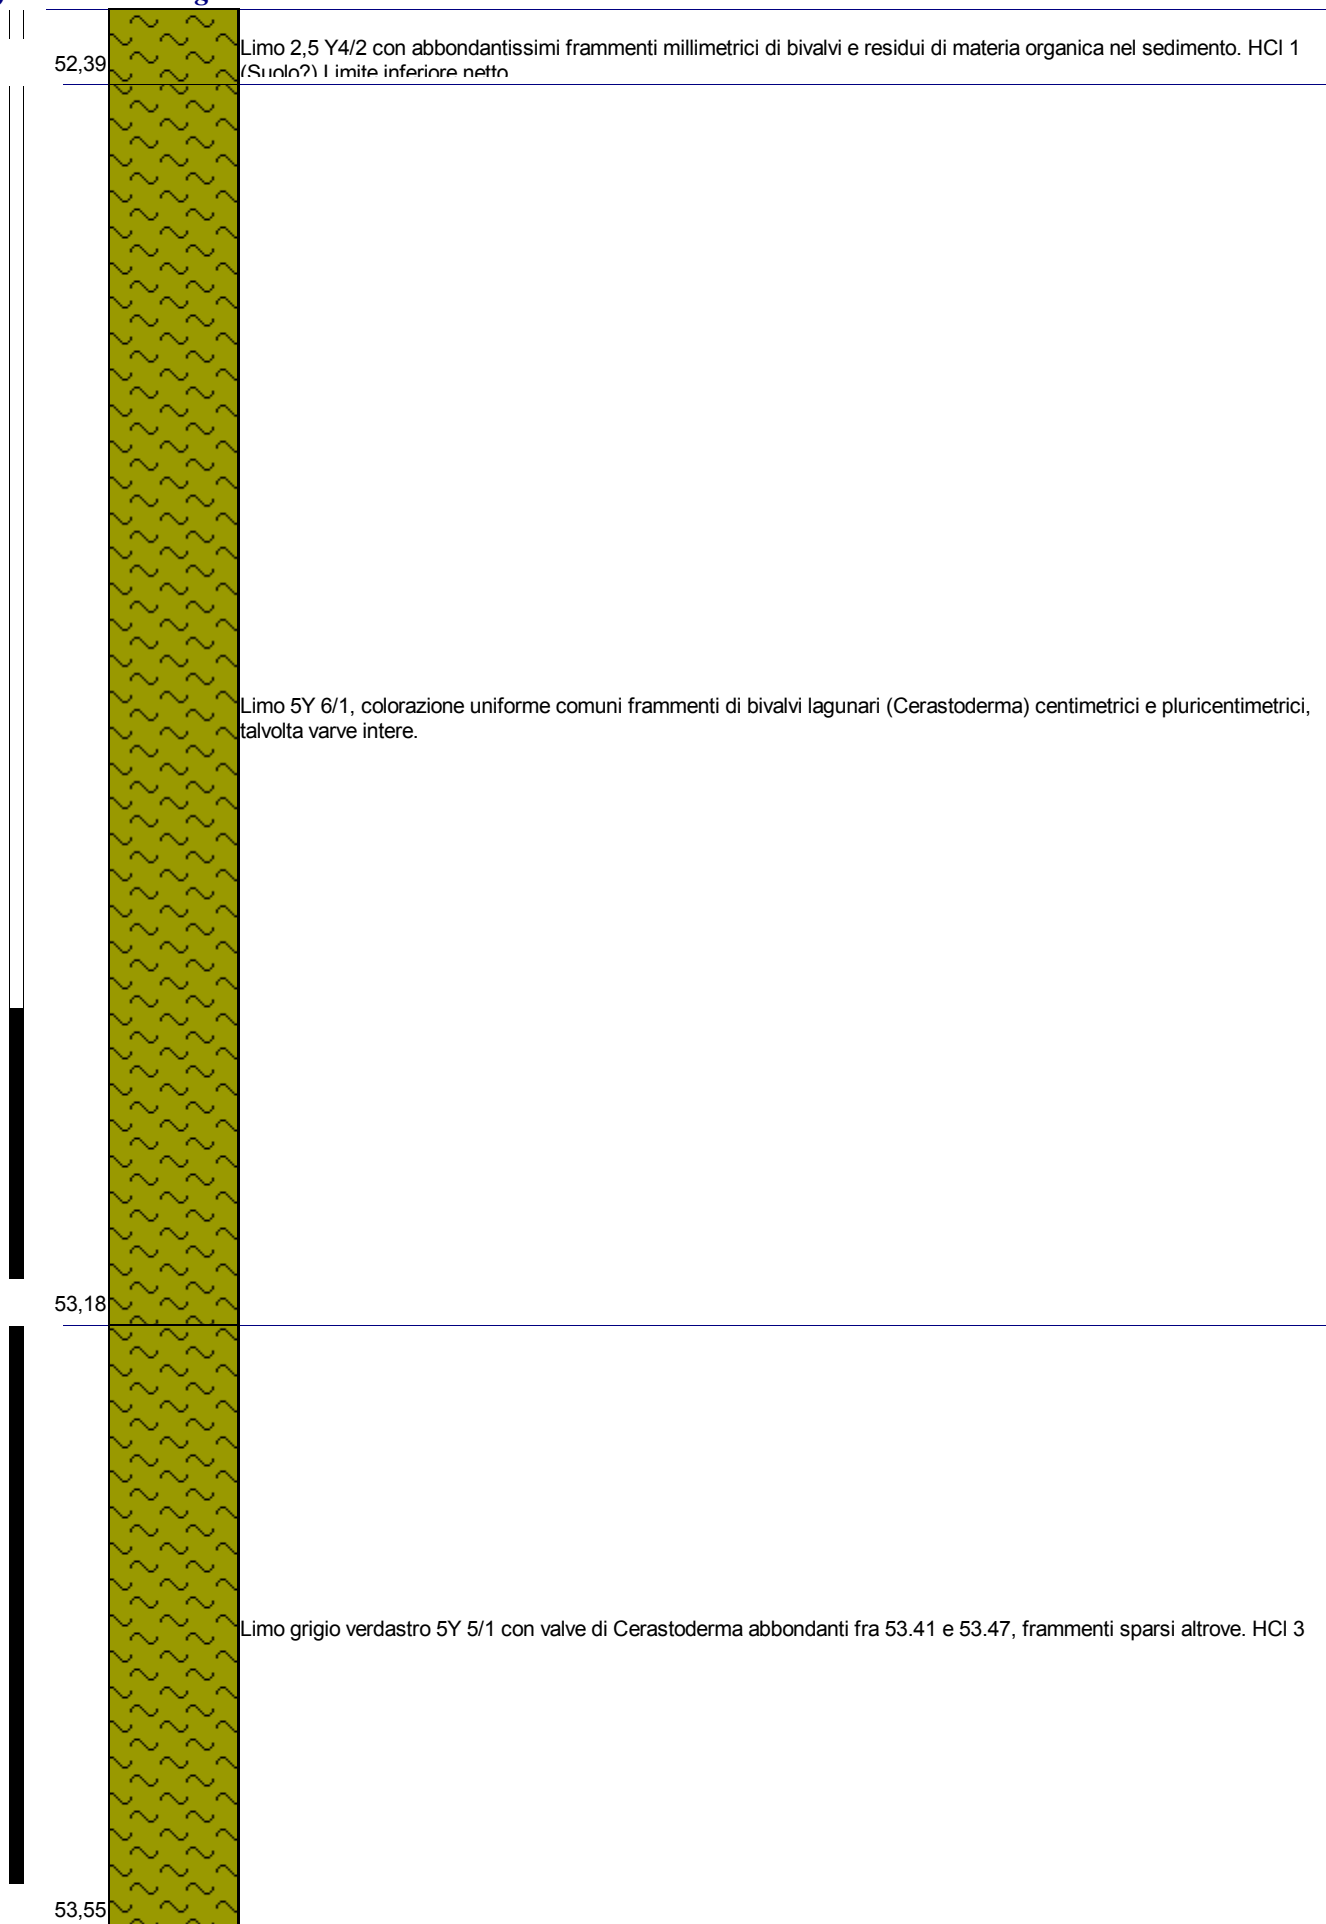 Limo 2,5 Y4/2 con abbondantissimi frammenti millimetrici di bivalvi e residui di materia organica nel sedimento. HCl 1
52,39
(Suolo?) Limite inferiore netto
Limo 5Y 6/1, colorazione uniforme comuni frammenti di bivalvi lagunari (Cerastoderma) centimetrici e pluricentimetrici,
talvolta varve intere.
53,18
Limo grigio verdastro 5Y 5/1 con valve di Cerastoderma abbondanti fra 53.41 e 53.47, frammenti sparsi altrove. HCl 3
53,55